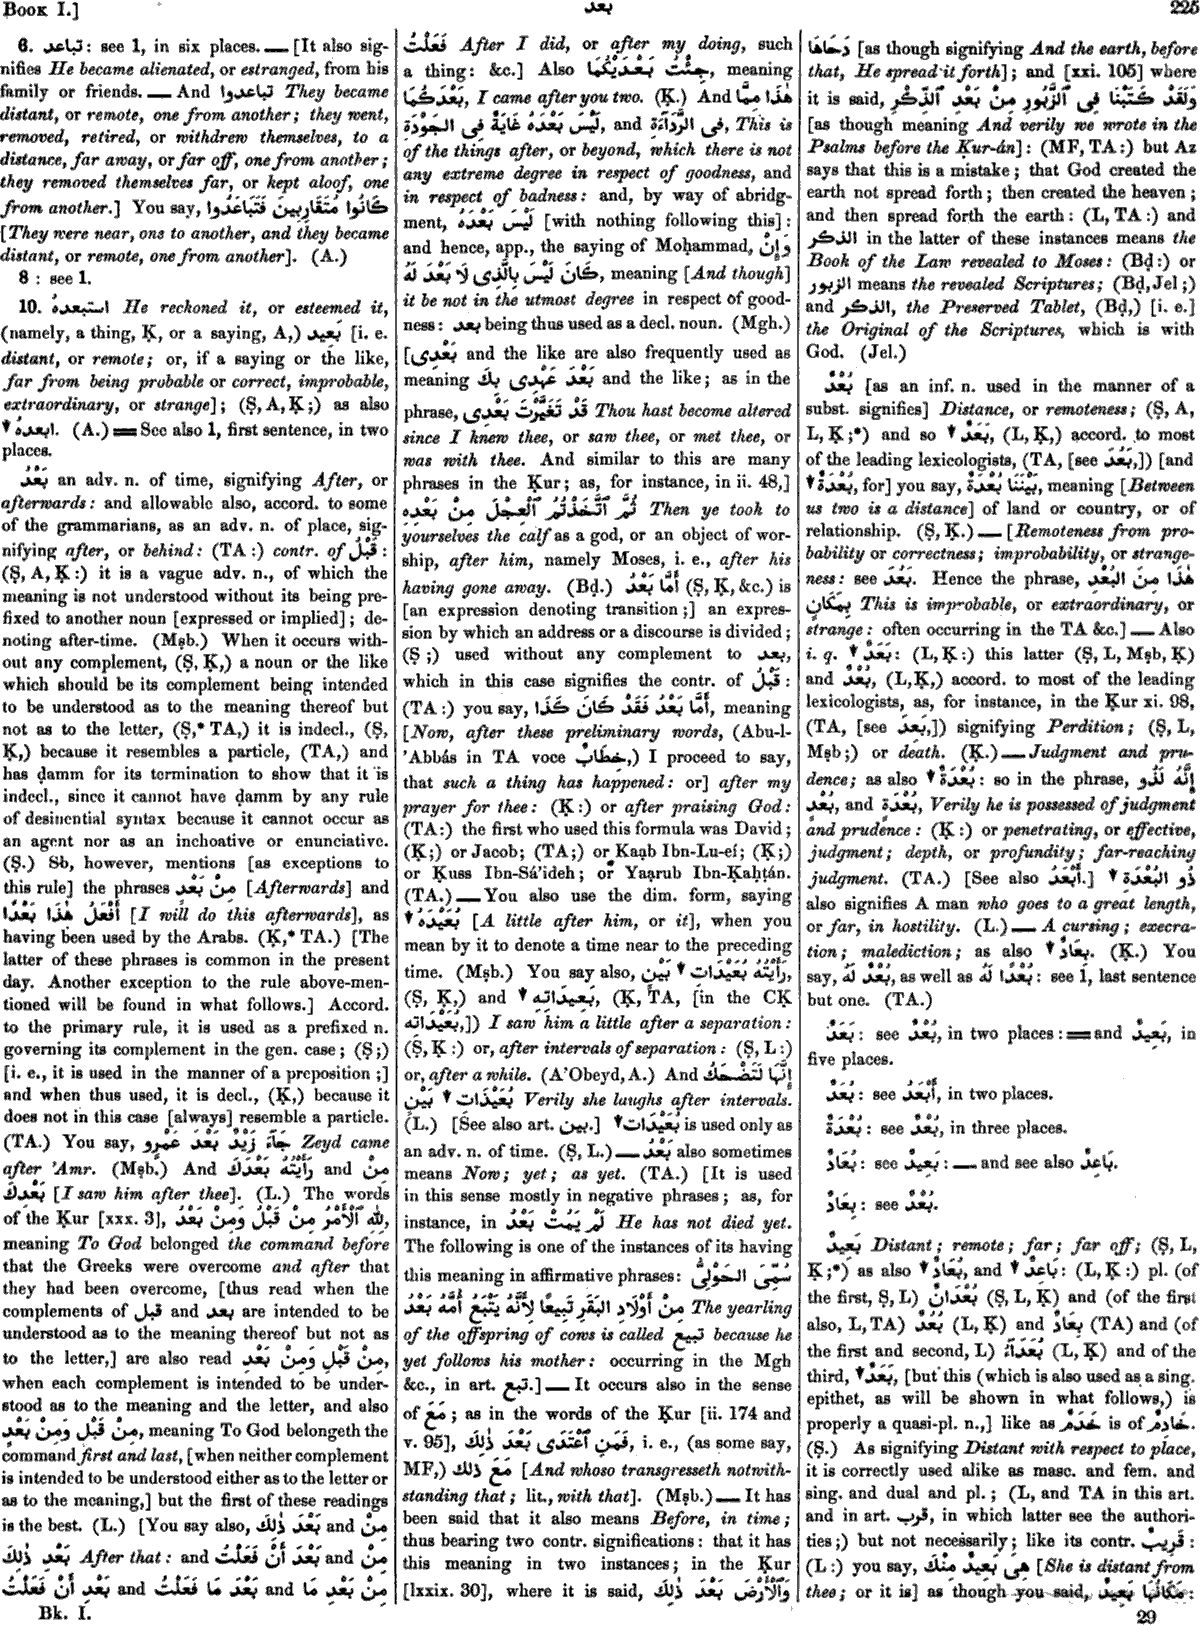 BOOK I.]
بعد
225
6. تباعد: see 1, in six places. — [It also sig-
nifies He became alienated, or estranged, from his
family or friends. — And تباعدوا They became
distant, or remote, one from another; they went,
removed, retired, or withdrew themselves, to a
distance, far away, or far off, one from another;
they removed themselves far, or kept aloof, one
from another.] You say, كَانُوا مُتَقَارِبِينَ فَتَبَاعَدُوا
[They were near, one to another, and they became
distant, or remote, one from another]. (A.)
8 : see 1.
10. استبعدهُ He reckoned it, or esteemed it,
(namely, a thing, Ḳ, or a saying, A,) بَعِيد [i. e.
distant, or remote; or, if a saying or the like,
far from being probable or correct, improbable,
extraordinary, or strange]; (Ṣ, A, Ḳ;) as also
▼ ابعدهُ. (A.) == See also 1, first sentence, in two
places.
بَعْدُ an adv. n. of time, signifying After, or
afterwards: and allowable also, accord. to some
of the grammarians, as an adv. n. of place, sig-
nifying after, or behind: (TA :) contr. of قَبْلُ :
(Ṣ, A, Ḳ :) it is a vague adv. n., of which the
meaning is not understood without its being pre-
fixed to another noun [expressed or implied]; de-
noting after-time. (Mṣb.) When it occurs with-
out any complement, (Ṣ, Ḳ,) a noun or the like
which should be its complement being intended
to be understood as to the meaning thereof but
not as to the letter, (Ṣ,* TA,) it is indecl., (Ṣ,
Ḳ,) because it resembles a particle, (TA,) and
has ḍamm for its termination to show that it is
indecl., since it cannot have ḍamm by any rule
of desinential syntax because it cannot occur as
an agent nor as an inchoative or enunciative.
(Ṣ.) Sb, however, mentions [as exceptions to
this rule] the phrases مِنْ بَعْدٍ [Afterwards] and
أَفْعَلُ هٰذَا بَعْدًا [I will do this afterwards], as
having been used by the Arabs. (Ḳ,* TA.) [The
latter of these phrases is common in the present
day. Another exception to the rule above-men-
tioned will be found in what follows.] Accord.
to the primary rule, it is used as a prefixed n.
governing its complement in the gen. case; (Ṣ;)
[i. e., it is used in the manner of a preposition ;]
and when thus used, it is decl., (Ḳ,) because it
does not in this case [always] resemble a particle.
(TA.) You say, جَآءَ زَيْدٌ بَعْدَ عَمْرٍو Zeyd came
after 'Amr. (Mṣb.) And رَأَيْتُهُ بَعْدَكَ and مِنْ
بَعْدِكَ [I saw him after thee]. (L.) The words
of the Ḳur [xxx. 3], لِلّٰهِ ٱلْأَمْرُ مِنْ قَبْلُ وَمِنْ بَعْدُ,
meaning To God belonged the command before
that the Greeks were overcome and after that
they had been overcome, [thus read when the
complements of قبل and بعد are intended to be
understood as to the meaning thereof but not as
to the letter,] are also read مِنْ قَبْلِ وَمِنْ بَعْدِ,
when each complement is intended to be under-
stood as to the meaning and the letter, and also
مِنْ قَبْلٍ وَمِنْ بَعْدٍ, meaning To God belongeth the
command first and last, [when neither complement
is intended to be understood either as to the letter or
as to the meaning,] but the first of these readings
is the best. (L.) [You say also, بَعْدَ ذٰلِكَ and مِنْ
بَعْدِ ذٰلِكَ After that: and بَعْدَ أَنْ فَعَلْتُ and مِنْ
بَعْدِ أَنْ فَعَلْتُ and بَعْدَ مَا فَعَلْتُ and مِنْ بَعْدِ مَا
Bk. I.
فَعَلْتُ After I did, or after my doing, such
a thing: &c.] Also جِئْتُ بَعْدَيْكُمَا, meaning
بَعْدَكُمَا, I came after you two. (Ḳ.) And هٰذَا مِمَّا
لَيْسَ بَعْدَهُ غَايَةٌ فِى الجَوْدَةِ, and فِى الرَّدَآءَةِ, This is
of the things after, or beyond, which there is not
any extreme degree in respect of goodness, and
in respect of badness: and, by way of abridg-
ment, لَيْسَ بَعْدَهُ [with nothing following this]:
and hence, app., the saying of Moḥammad, وَإِنْ
كَانَ لَيْسَ بِالَّذِى لَا بَعْدَ لَهُ, meaning [And though]
it be not in the utmost degree in respect of good-
ness: بعد being thus used as a decl. noun. (Mgh.)
[بَعْدِى and the like are also frequently used as
meaning بَعْدَ عَهْدِى بِكَ and the like; as in the
phrase, قَدْ تَغَيَّرْتَ بَعْدِى Thou hast become altered
since I knew thee, or saw thee, or met thee, or
was with thee. And similar to this are many
phrases in the Ḳur; as, for instance, in ii. 48,]
ثُمَّ ٱتَّخَذْتُمُ ٱلْعِجْلَ مِنْ بَعْدِهِ Then ye took to
yourselves the calf as a god, or an object of wor-
ship, after him, namely Moses, i. e., after his
having gone away. (Bḍ.) أَمَّا بَعْدُ (Ṣ, Ḳ, &c.) is
[an expression denoting transition ;] an expres-
sion by which an address or a discourse is divided;
(Ṣ ;) used without any complement to بعد,
which in this case signifies the contr. of قَبْلُ :
(TA :) you say, أَمَّا بَعْدُ فَقَدْ كَانَ كَذَا, meaning
[Now, after these preliminary words, (Abu-l-
'Abbás in TA voce خِطَابٌ,) I proceed to say,
that such a thing has happened: or] after my
prayer for thee: (Ḳ :) or after praising God:
(TA:) the first who used this formula was David;
(Ḳ;) or Jacob; (TA;) or Kaạb Ibn-Lu-eí; (Ḳ;)
or Ḳuss Ibn-Sá'ideh; or Yaạrub Ibn-Ḳaḥṭán.
(TA.) — You also use the dim. form, saying
▼ بُعَيْدَهُ [A little after him, or it], when you
mean by it to denote a time near to the preceding
time. (Mṣb.) You say also, رَأَيْتُهُ بُعَيْدَاتِ ▼ بَيْنٍ,
(Ṣ, Ḳ,) and ▼ بَعِيدَاتِهِ, (Ḳ, TA, [in the CḲ
بُعَيْدَاتِه,]) I saw him a little after a separation:
(Ṣ, Ḳ :) or, after intervals of separation: (Ṣ, L :)
or, after a while. (A'Obeyd, A.) And إِنَّهَا لَتَضْحَكُ
بُعَيْدَاتِ ▼ بَيْنٍ Verily she laughs after intervals.
(L.) [See also art. بين.] ▼ بُعَيْدَات is used only as
an adv. n. of time. (Ṣ, L.) — بَعْدُ also sometimes
means Now; yet; as yet. (TA.) [It is used
in this sense mostly in negative phrases; as, for
instance, in لَمْ يَمُتْ بَعْدُ He has not died yet.
The following is one of the instances of its having
this meaning in affirmative phrases: سُمِّىَ الحَوْلِىُّ
مِنْ أَوْلَادِ البَقَرِ تَبِيعًا لِأَنَّهُ يَتْبَعُ أُمَّهُ بَعْدُ The yearling
of the offspring of cows is called تبيع because he
yet follows his mother: occurring in the Mgh
&c., in art. تبع.] — It occurs also in the sense
of مَعَ; as in the words of the Ḳur [ii. 174 and
v. 95], فَمَنِ ٱعْتَدَى بَعْدَ ذٰلِكَ, i. e., (as some say,
MF,) مَعَ ذٰلك [And whoso transgresseth notwith-
standing that; lit., with that]. (Mṣb.) — It has
been said that it also means Before, in time;
thus bearing two contr. significations: that it has
this meaning in two instances; in the Ḳur
[lxxix. 30], where it is said, وَٱلْأَرْضَ بَعْدَ ذٰلِكَ
دَحَاهَا [as though signifying And the earth, before
that, He spread it forth]; and [xxi. 105] where
it is said, وَلَقَدْ كَتَبْنَا فِى ٱلزَّبُورِ مِنْ بَعْدِ ٱلذِّكْرِ
[as though meaning And verily we wrote in the
Psalms before the Ḳur-án]: (MF, TA :) but Az
says that this is a mistake; that God created the
earth not spread forth; then created the heaven;
and then spread forth the earth: (L, TA :) and
الذكر in the latter of these instances means the
Book of the Law revealed to Moses: (Bḍ:) or
الزبور means the revealed Scriptures; (Bḍ, Jel ;)
and الذكر, the Preserved Tablet, (Bḍ,) [i. e.]
the Original of the Scriptures, which is with
God. (Jel.)
بُعْدٌ [as an inf. n. used in the manner of a
subst. signifies] Distance, or remoteness; (Ṣ, A,
L, Ḳ ;*) and so ▼ بَعَدٌ, (L, Ḳ,) accord. to most
of the leading lexicologists, (TA, [see بَعُدَ,]) [and
▼ بُعْدَةٌ, for] you say, بَيْنَنَا بُعْدَةٌ, meaning [Between
us two is a distance] of land or country, or of
relationship. (Ṣ, Ḳ.) — [Remoteness from pro-
bability or correctness; improbability, or strange-
ness: see بَعُدَ. Hence the phrase, هٰذَا مِنَ البُعْدِ
بِمَكَانٍ This is improbable, or extraordinary, or
strange: often occurring in the TA &c.] — Also
i. q. ▼ بَعَدٌ: (L, Ḳ :) this latter (Ṣ, L, Mṣb, Ḳ)
and بُعْدٌ, (L, Ḳ,) accord. to most of the leading
lexicologists, as, for instance, in the Ḳur xi. 98,
(TA, [see بَعُدَ,]) signifying Perdition; (Ṣ, L,
Mṣb ;) or death. (Ḳ.) — Judgment and pru-
dence; as also ▼ بُعْدَةٌ: so in the phrase, إِنَّهُ لَذُو
بُعْدٍ, and بُعْدَةٍ, Verily he is possessed of judgment
and prudence: (Ḳ :) or penetrating, or effective,
judgment; depth, or profundity; far-reaching
judgment. (TA.) [See also أَبْعَدُ.] ▼ ذُو البُعْدَةِ
also signifies A man who goes to a great length,
or far, in hostility. (L.) — A cursing; execra-
tion; malediction; as also ▼ بِعَادٌ. (Ḳ.) You
say, بُعْدٌ لَهُ, as well as بُعْدًا لَهُ: see 1, last sentence
but one. (TA.)
بَعَدٌ: see بُعْدٌ, in two places: == and بَعِيدٌ, in
five places.
بُعَدٌ: see أَبْعَدُ, in two places.
بُعْدَةٌ: see بُعْدٌ, in three places.
بُعَادٌ: see بَعِيدٌ: — and see also بَاعِدٌ.
بِعَادٌ: see بُعْدٌ.
بَعِيدٌ Distant; remote; far; far off; (Ṣ, L,
Ḳ ;*) as also ▼ بُعَادٌ, and ▼ بَاعِدٌ: (L, Ḳ :) pl. (of
the first, Ṣ, L) بُعْدَانٌ (Ṣ, L, Ḳ) and (of the first
also, L, TA) بُعُدٌ (L, Ḳ) and بِعَادٌ (TA) and (of
the first and second, L) بُعَدَآءُ (L, Ḳ) and of the
third, ▼ بَعَدٌ, [but this (which is also used as a sing.
epithet, as will be shown in what follows,) is
properly a quasi-pl. n.,] like as خَدَمٌ is of خَادِمٌ.
(Ṣ.) As signifying Distant with respect to place,
it is correctly used alike as masc. and fem. and
sing. and dual and pl.; (L, and TA in this art.
and in art. قرب, in which latter see the authori-
ties ;) but not necessarily; like its contr. قَرِيبٌ :
(L :) you say, هِىَ بَعِيدٌ مِنْكَ [She is distant from
thee; or it is] as though you said, مَكَانُهَا بَعِيدٌ:
29